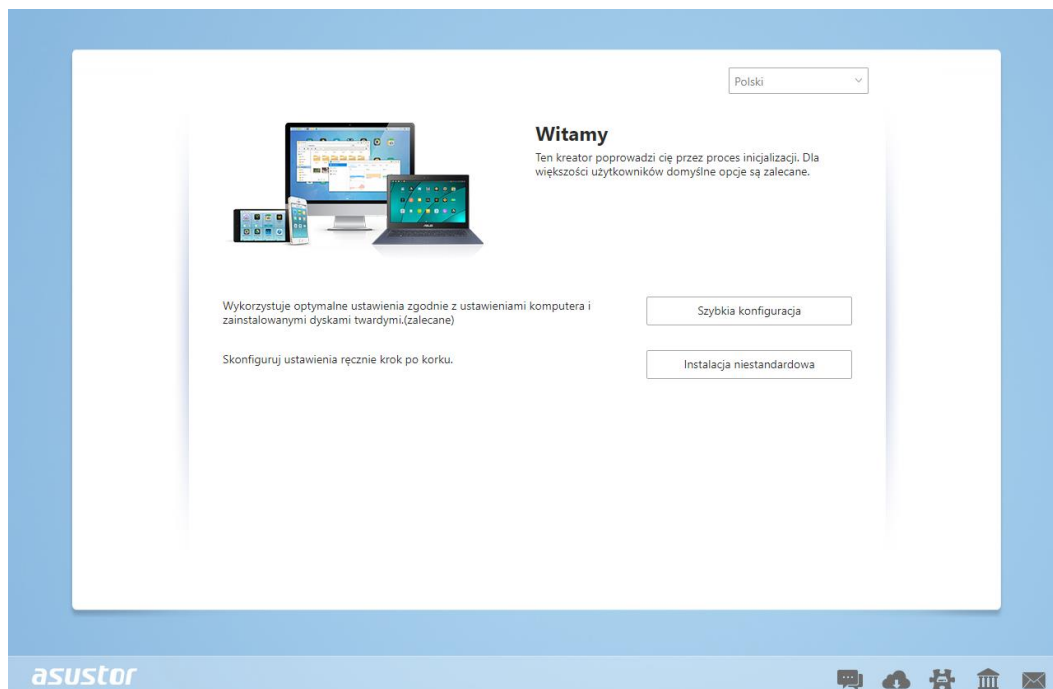 Polski
Witamy
Ten kreator poprowadzi cię przez proces inicjalizacji. Dla
większości użytkowników domyślne opcje są zalecane.
Wykorzystuje optymalne ustawienia zgodnie z ustawieniami komputera i
zainstalowanymi dyskami twardymi.(zalecane)
Szybkia konfiguracja
Skonfiguruj ustawienia ręcznie krok po korku.
Instalacja niestandardowa
asustor